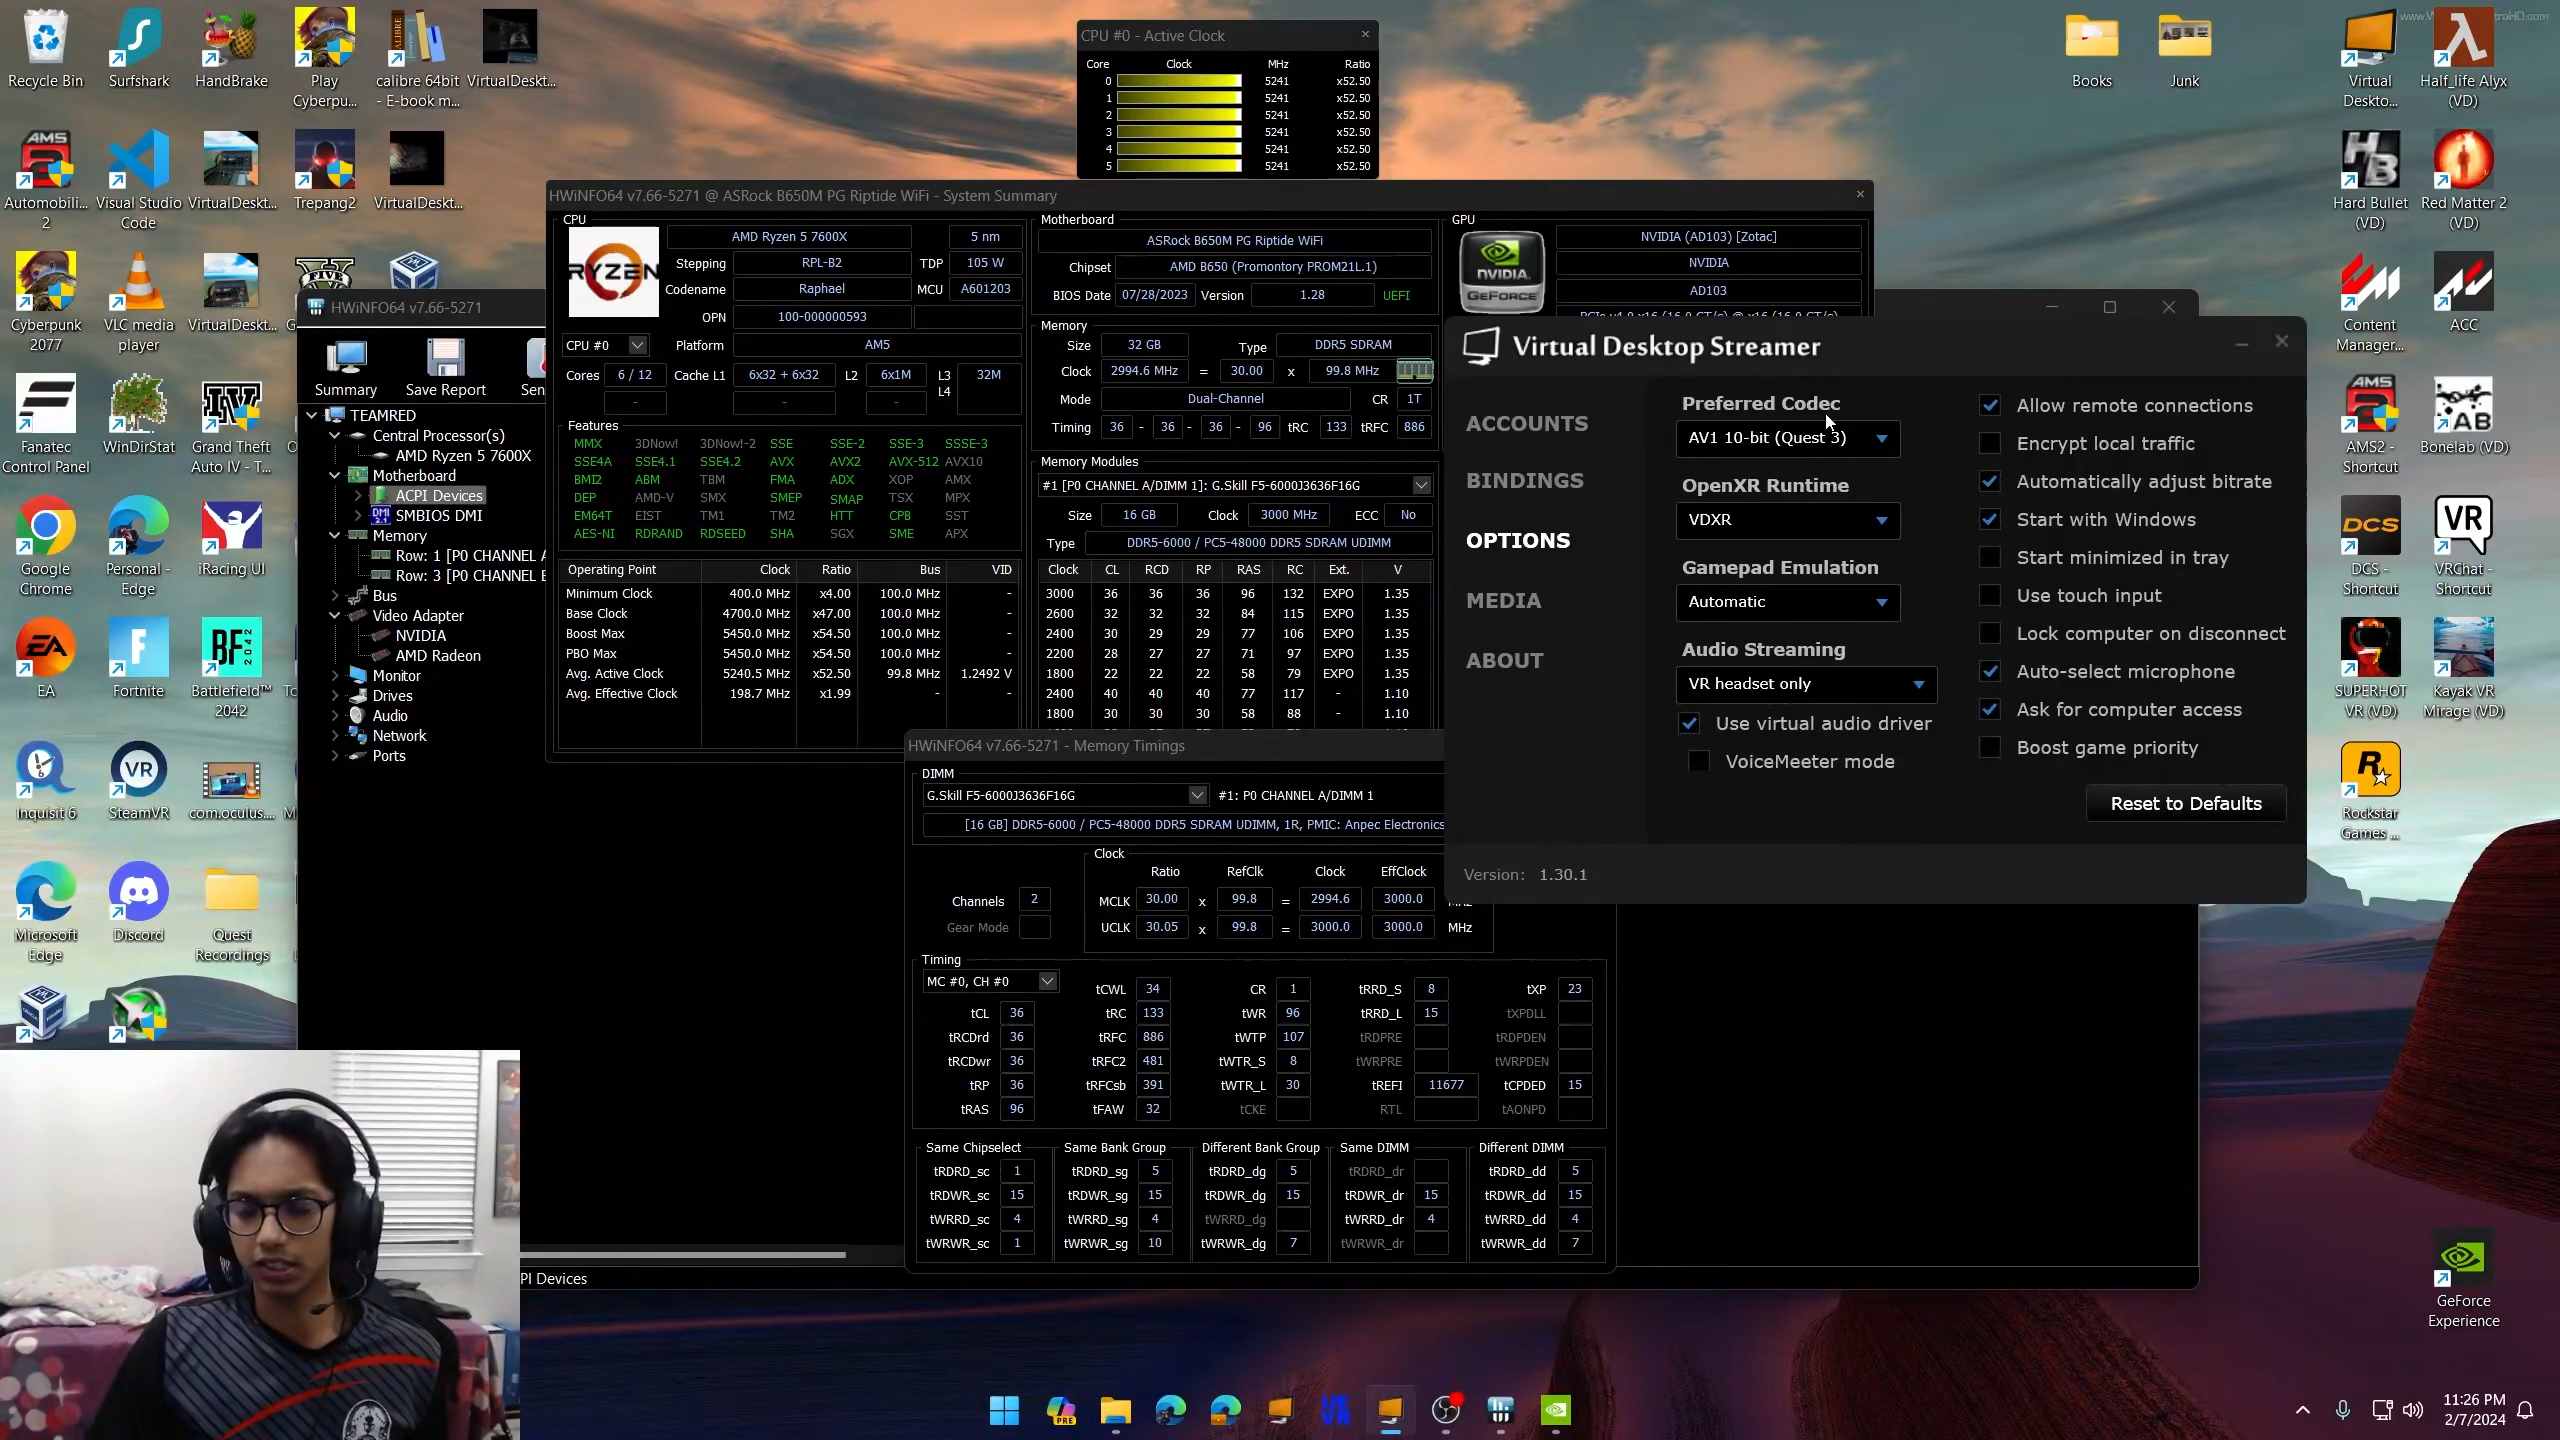 Recycle Bin
Surfshark
HandBrake
Play Cyberpu...
calibre 64bit - E-book m...
VirtualDeskt...
Automobili... 2
Visual Studio Code
VirtualDeskt...
Trepang2
VirtualDeskt...
Cyberpunk 2077
VLC media player
VirtualDeskt...
Fanatec Control Panel
WinDirStat
Grand Theft Auto IV - T...
Google Chrome
Personal - Edge
iRacing UI
EA
Fortnite
Battlefield™ 2042
Inquisit 6
SteamVR
com.oculus....
Microsoft Edge
Discord
Quest Recordings
Books
Junk
Virtual Deskto...
Half_life Alyx (VD)
Hard Bullet (VD)
Red Matter 2 (VD)
Content Manager...
ACC
AMS2 - Shortcut
Bonelab (VD)
DCS - Shortcut
VRChat - Shortcut
SUPERHOT VR (VD)
Kayak VR Mirage (VD)
Rockstar Games ...
GeForce Experience
CPU #0 - Active Clock
Core Clock MHz Ratio
0 5241 x52.50
1 5241 x52.50
2 5241 x52.50
3 5241 x52.50
4 5241 x52.50
5 5241 x52.50
HWiNFO64 v7.66-5271 @ ASRock B650M PG Riptide WiFi - System Summary
CPU
RYZEN
AMD Ryzen 5 7600X 5 nm
Stepping RPL-B2 TDP 105 W
Codename Raphael MCU A601203
OPN 100-000000593
CPU #0 Platform AM5
Cores 6 / 12 Cache L1 6x32 + 6x32 L2 6x1M L3 32M
L4
Features
MMX 3DNow! 3DNow!-2 SSE SSE-2 SSE-3 SSSE-3
SSE4A SSE4.1 SSE4.2 AVX AVX2 AVX-512 AVX10
BMI2 ABM TBM FMA ADX XOP AMX
DEP AMD-V SMX SMEP SMAP TSX MPX
EM64T EIST TM1 TM2 HTT CPB SST
AES-NI RDRAND RDSEED SHA SGX SME APX
Operating Point Clock Ratio Bus VID
Minimum Clock 400.0 MHz x4.00 100.0 MHz -
Base Clock 4700.0 MHz x47.00 100.0 MHz -
Boost Max 5450.0 MHz x54.50 100.0 MHz -
PBO Max 5450.0 MHz x54.50 100.0 MHz -
Avg. Active Clock 5240.5 MHz x52.50 99.8 MHz 1.2492 V
Avg. Effective Clock 198.7 MHz x1.99 - -
Motherboard
ASRock B650M PG Riptide WiFi
Chipset AMD B650 (Promontory PROM21L.1)
BIOS Date 07/28/2023 Version 1.28 UEFI
Memory
Size 32 GB Type DDR5 SDRAM
Clock 2994.6 MHz = 30.00 x 99.8 MHz
Mode Dual-Channel CR 1T
Timing 36 - 36 - 36 - 96 tRC 133 tRFC 886
Memory Modules
#1 [P0 CHANNEL A/DIMM 1]: G.Skill F5-6000J3636F16G
Size 16 GB Clock 3000 MHz ECC No
Type DDR5-6000 / PC5-48000 DDR5 SDRAM UDIMM
Clock CL RCD RP RAS RC Ext. V
3000 36 36 36 96 132 EXPO 1.35
2600 32 32 32 84 115 EXPO 1.35
2400 30 29 29 77 106 EXPO 1.35
2200 28 27 27 71 97 EXPO 1.35
1800 22 22 22 58 79 EXPO 1.35
2400 40 40 40 77 117 - 1.10
1800 30 30 30 58 88 - 1.10
GPU
NVIDIA GEFORCE
NVIDIA (AD103) [Zotac]
NVIDIA
AD103
PCIe v4.0 x16 (16.0 GT/s) @ x16 (16.0 GT/s)
HWiNFO64 v7.66-5271
Summary
Save Report
Sen
TEAMRED
Central Processor(s)
AMD Ryzen 5 7600X
Motherboard
ACPI Devices
SMBIOS DMI
Memory
Row: 1 [P0 CHANNEL A
Row: 3 [P0 CHANNEL
Bus
Video Adapter
NVIDIA
AMD Radeon
Monitor
Drives
Audio
Network
Ports
PI Devices
HWiNFO64 v7.66-5271 - Memory Timings
DIMM
G.Skill F5-6000J3636F16G #1: P0 CHANNEL A/DIMM 1
[16 GB] DDR5-6000 / PC5-48000 DDR5 SDRAM UDIMM, 1R, PMIC: Anpec Electronics
Clock
Ratio RefClk Clock EffClock
Channels 2 MCLK 30.00 x 99.8 = 2994.6 3000.0 MHz
Gear Mode UCLK 30.05 x 99.8 = 3000.0 3000.0 MHz
Timing
MC #0, CH #0 tCWL 34 CR 1 tRRD_S 8 tXP 23
tCL 36 tRC 133 tWR 96 tRRD_L 15 tXPDLL
tRCDrd 36 tRFC 886 tWTP 107 tRDPRE tRDPDEN
tRCDwr 36 tRFC2 481 tWTR_S 8 tWRPRE tWRPDEN
tRP 36 tRFCsb 391 tWTR_L 30 tREFI 11677 tCPDED 15
tRAS 96 tFAW 32 tCKE RTL tAONPD
Same Chipselect Same Bank Group Different Bank Group Same DIMM Different DIMM
tRDRD_sc 1 tRDRD_sg 5 tRDRD_dg 5 tRDRD_dr tRDRD_dd 5
tRDWR_sc 15 tRDWR_sg 15 tRDWR_dg 15 tRDWR_dr 15 tRDWR_dd 15
tWRRD_sc 4 tWRRD_sg 4 tWRRD_dg tWRRD_dr 4 tWRRD_dd 4
tWRWR_sc 1 tWRWR_sg 10 tWRWR_dg 7 tWRWR_dr tWRWR_dd 7
Virtual Desktop Streamer
ACCOUNTS
BINDINGS
OPTIONS
MEDIA
ABOUT
Preferred Codec
AV1 10-bit (Quest 3)
OpenXR Runtime
VDXR
Gamepad Emulation
Automatic
Audio Streaming
VR headset only
Use virtual audio driver
VoiceMeeter mode
Allow remote connections
Encrypt local traffic
Automatically adjust bitrate
Start with Windows
Start minimized in tray
Use touch input
Lock computer on disconnect
Auto-select microphone
Ask for computer access
Boost game priority
Reset to Defaults
Version: 1.30.1
11:26 PM
2/7/2024